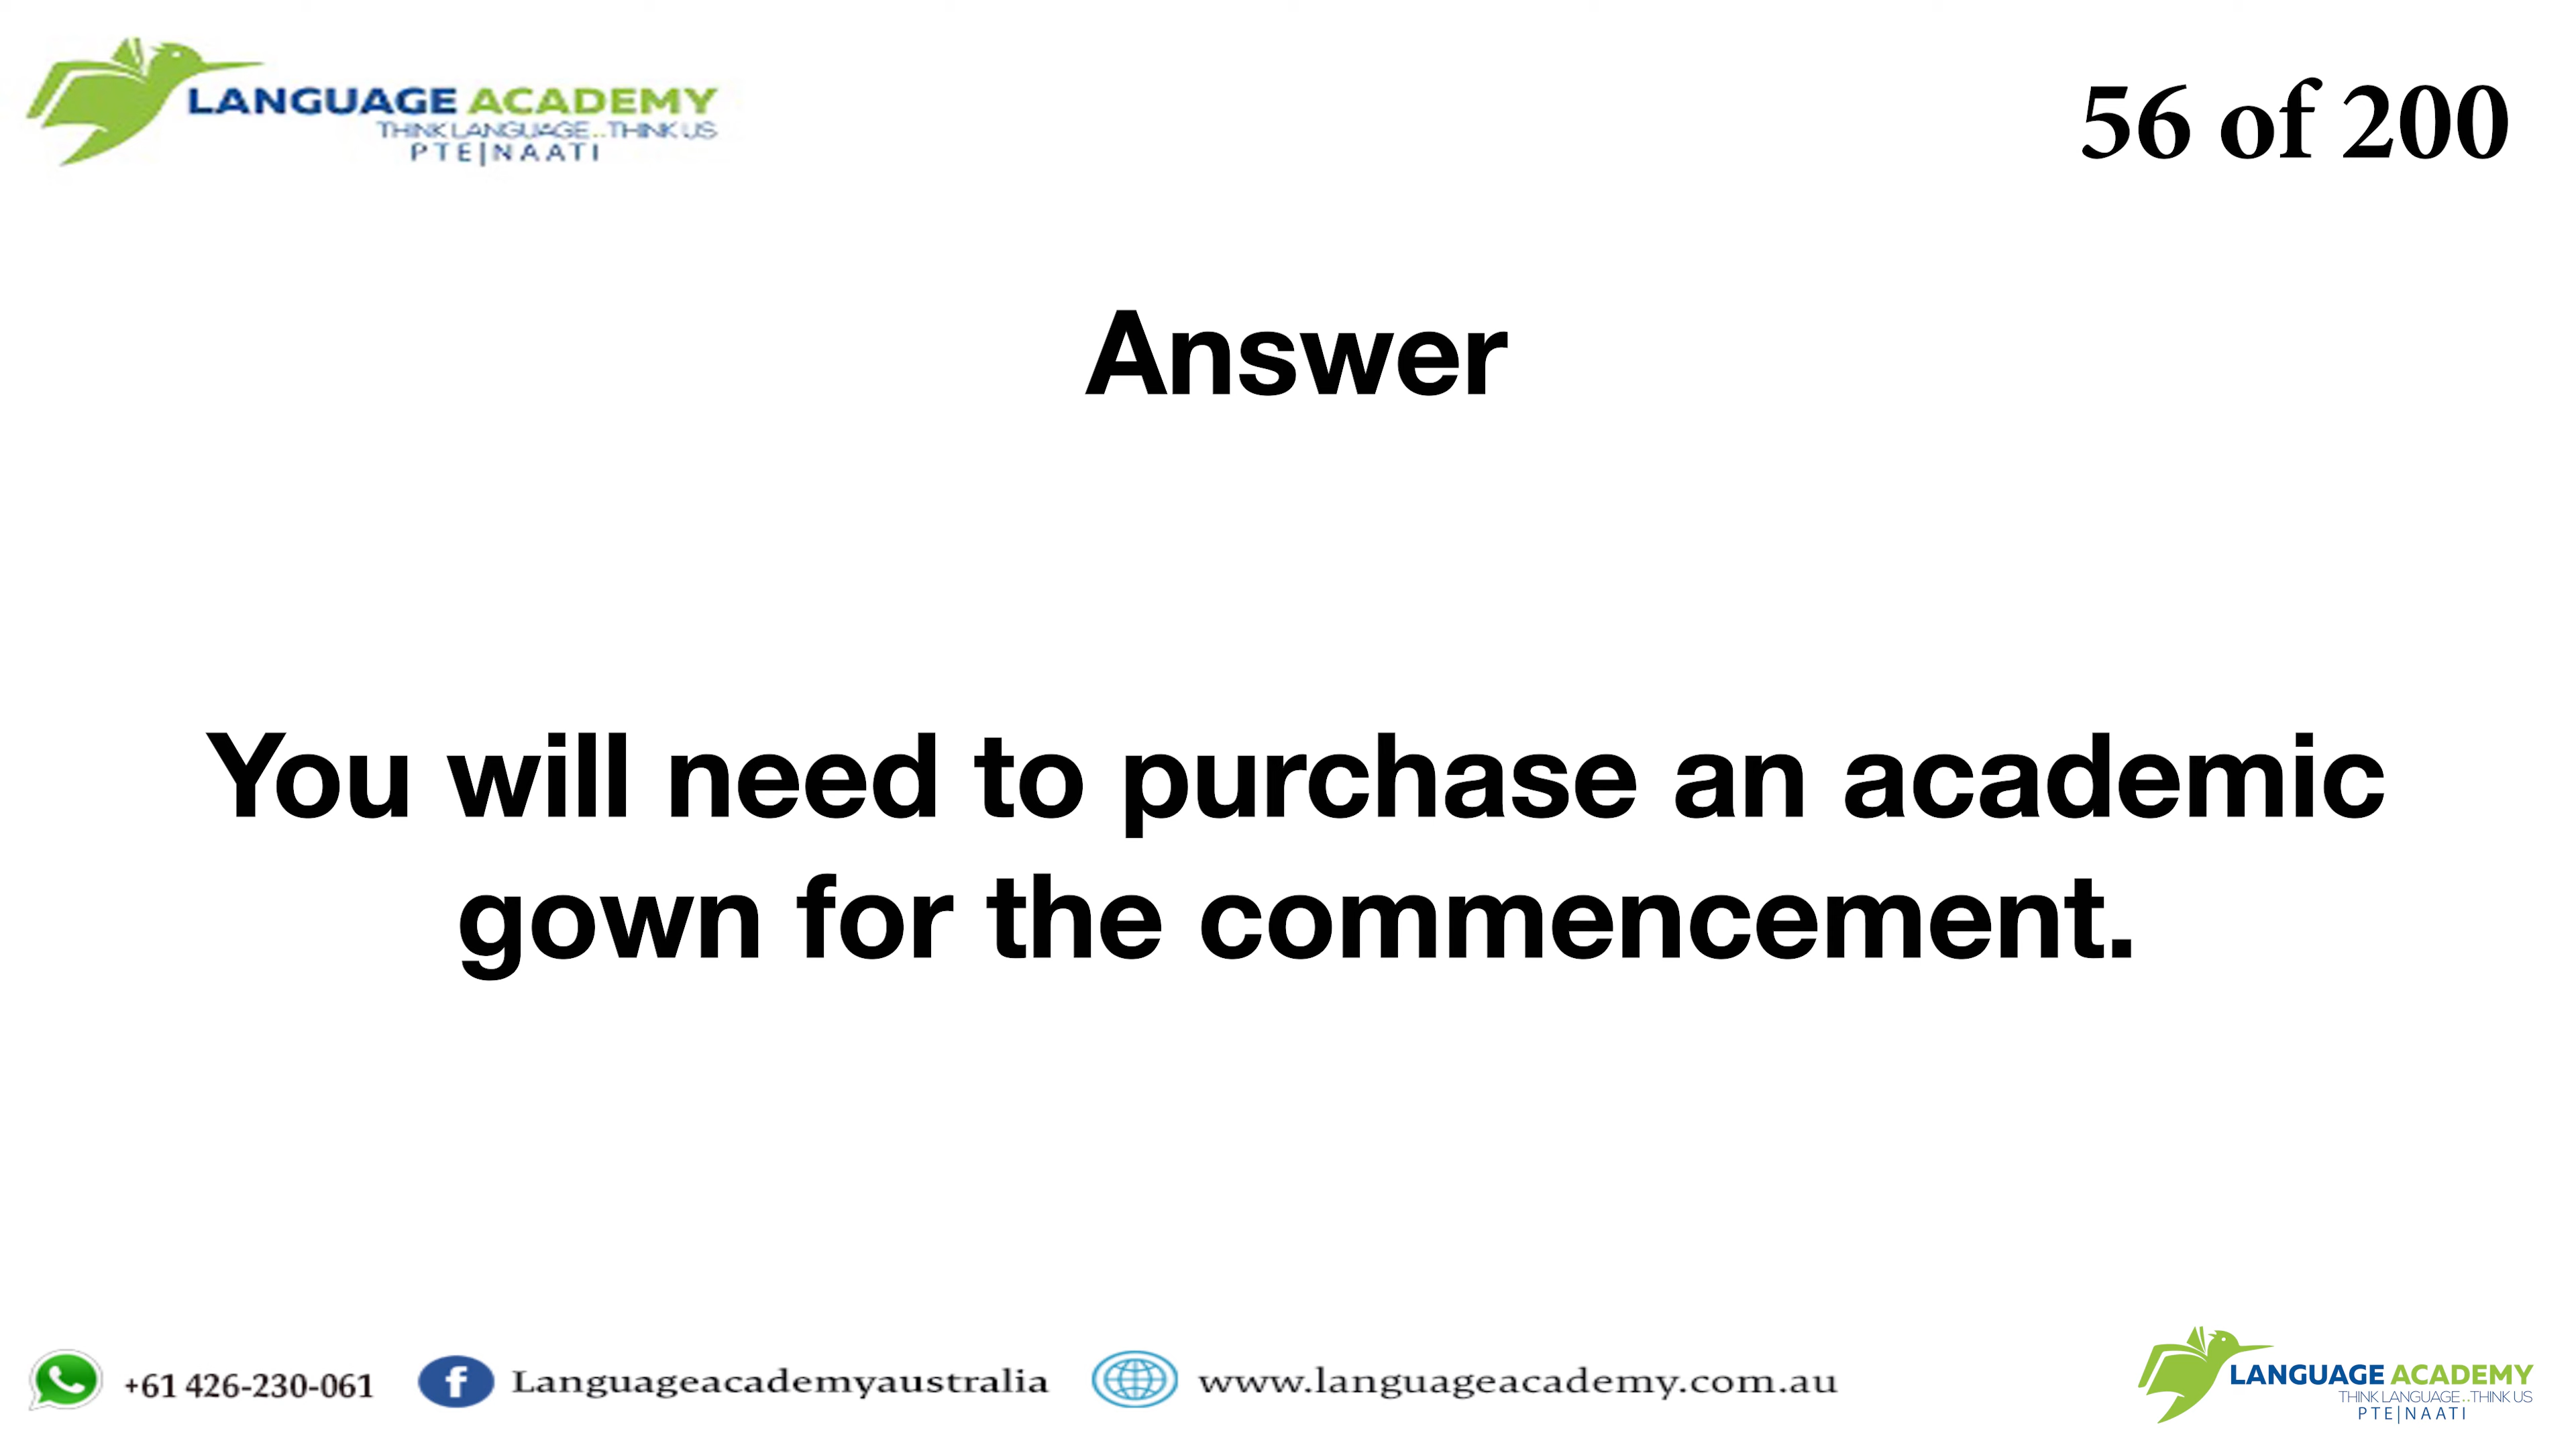 LANGUAGE ACADEMY
THINK LANGUAGE..THINK US
PTE|NAATI
56 of 200
Answer
You will need to purchase an academic
gown for the commencement.
+61 426-230-061
Languageacademyaustralia
www.languageacademy.com.au
LANGUAGE ACADEMY
THINK LANGUAGE..THINK US
PTE|NAATI